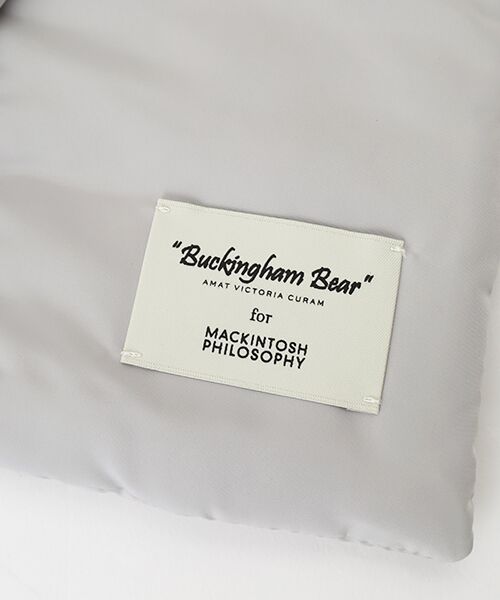 "Buckingham Bear"
AMAT VICTORIA CURAM
for
MACKINTOSH
PHILOSOPHY